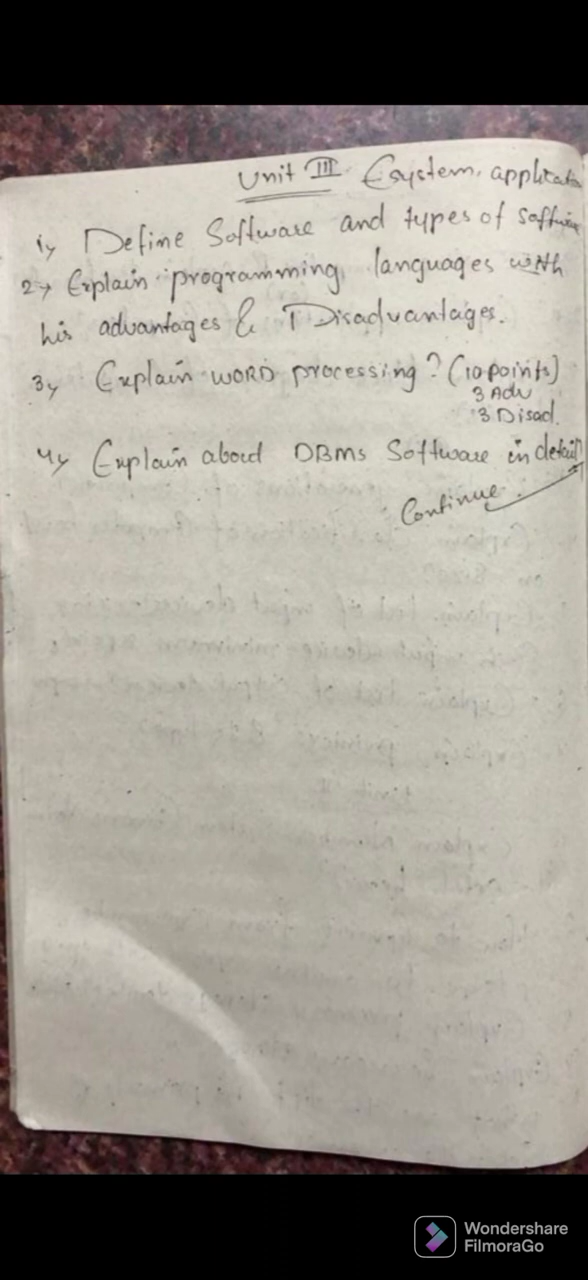 Unit III (system, applicatio
1, Define Software and types of software
2, Explain programming languages with
his advantages & Disadvantages.
3, Explain WORD processing? (10 points)
3 Adv
3 Disad.
4, Explain about DBMS Software in detail
Continue
Wondershare
FilmoraGo